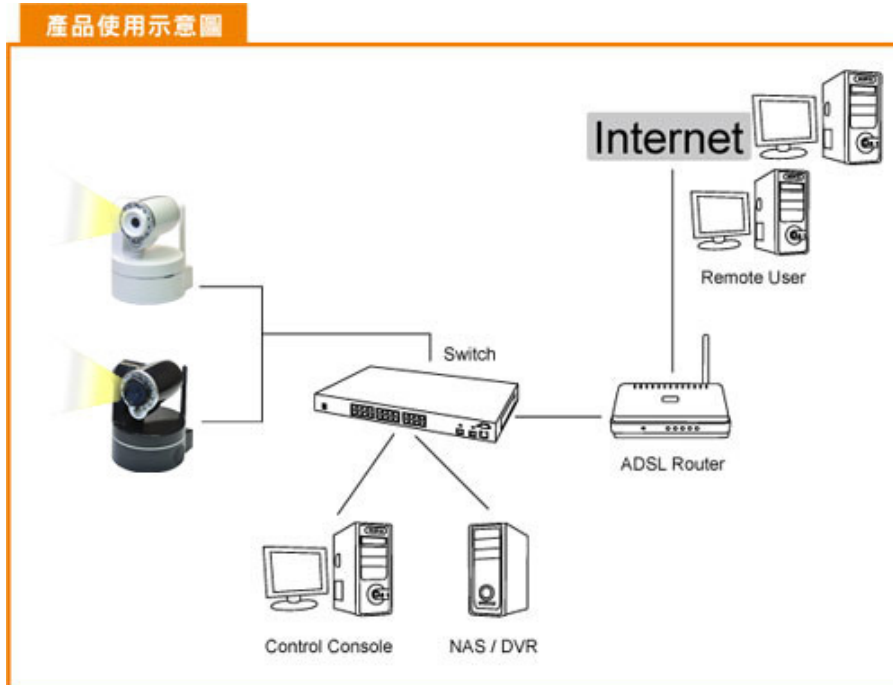 產品使用示意圖
Internet
Remote User
Switch
ADSL Router
Control Console
NAS / DVR